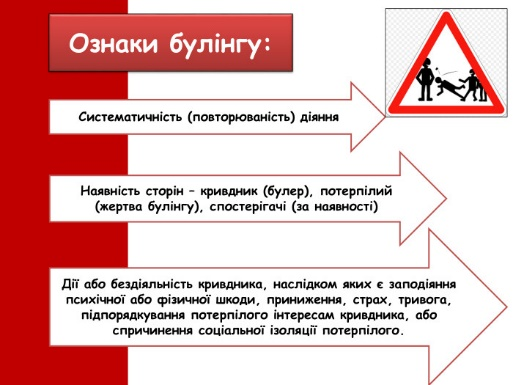 Ознаки булінгу:
Систематичність (повторюваність) діяння
Наявність сторін – кривдник (булер), потерпілий
(жертва булінгу), спостерігачі (за наявності)
Дії або бездіяльність кривдника, наслідком яких є заподіяння
психічної або фізичної шкоди, приниження, страх, тривога,
підпорядкування потерпілого інтересам кривдника, або
спричинення соціальної ізоляції потерпілого.